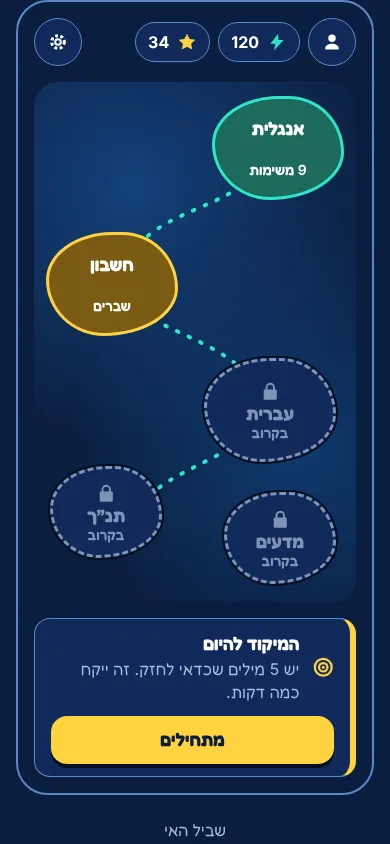 120
34
אנגלית
9 משימות
חשבון
שברים
עברית
בקרוב
תנ״ך
בקרוב
מדעים
בקרוב
המיקוד להיום
יש 5 מילים שכדאי לחזק. זה ייקח
כמה דקות.
מתחילים
שביל האי